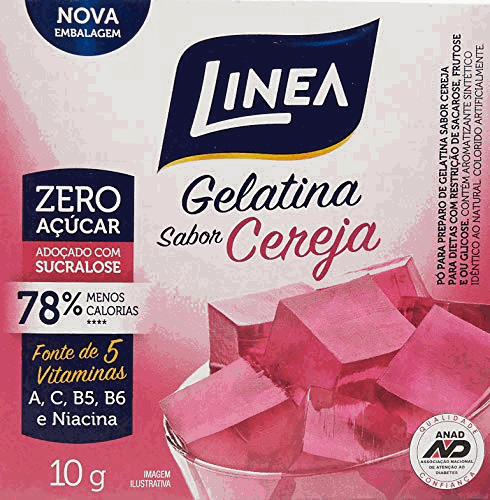 NOVA
EMBALAGEM
LINEA
Gelatina
Sabor Cereja
ZERO
AÇÚCAR
ADOÇADO COM
SUCRALOSE
78% MENOS
CALORIAS
****
Fonte de 5
Vitaminas
A, C, B5, B6
e Niacina
10 g
IMAGEM
ILUSTRATIVA
PÓ PARA PREPARO DE GELATINA SABOR CEREJA
PARA DIETAS COM RESTRIÇÃO DE SACAROSE, FRUTOSE
E OU GLICOSE. CONTÉM AROMATIZANTE SINTÉTICO
IDÊNTICO AO NATURAL. COLORIDO ARTIFICIALMENTE.
QUALIDADE
ANAD
ASSOCIAÇÃO NACIONAL
DE ATENÇÃO AO
DIABETES
CONFIANÇA